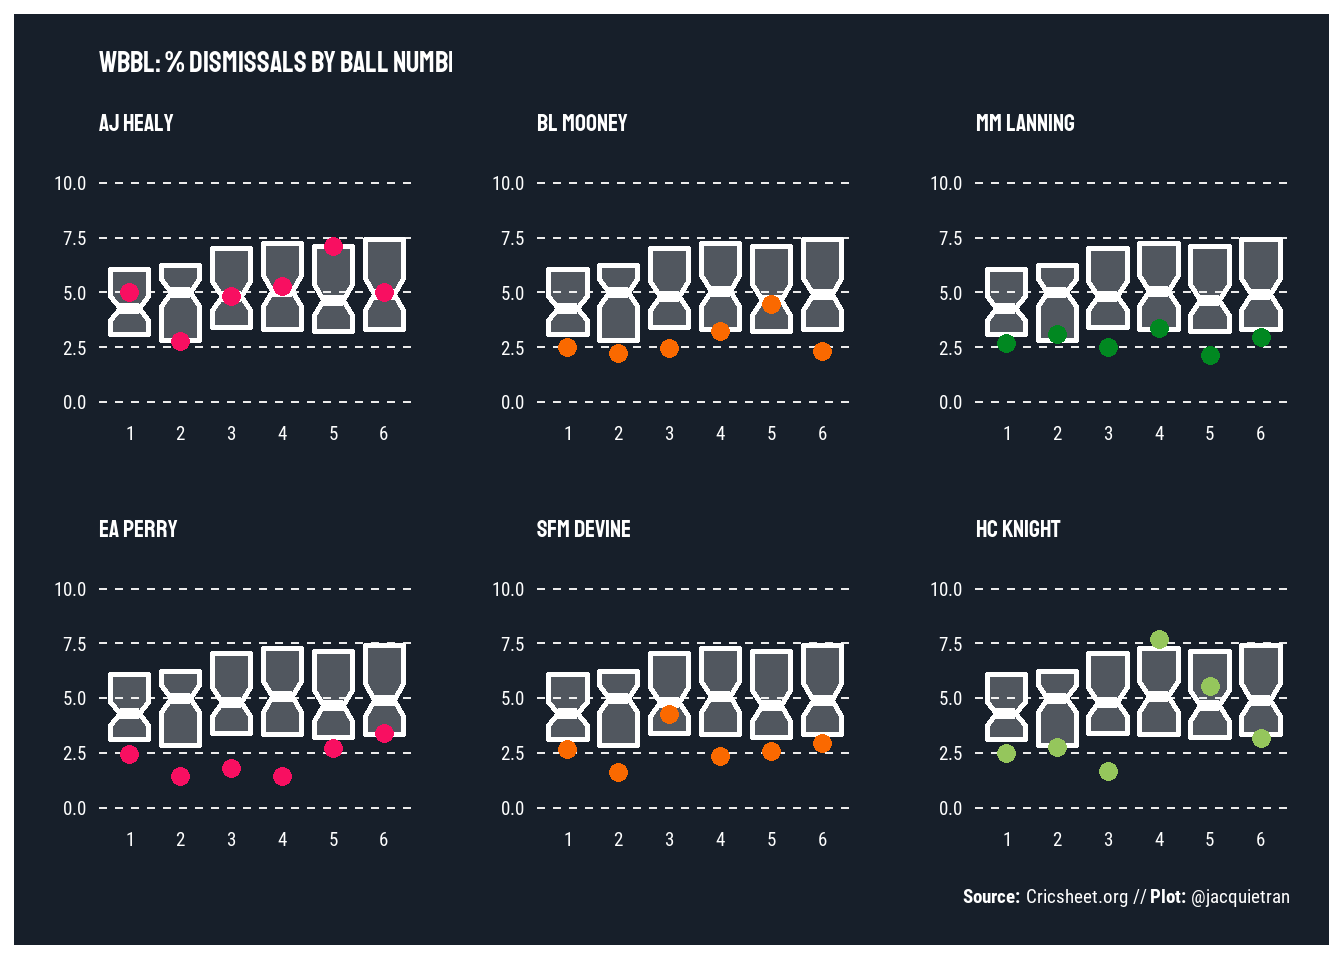 WBBL: % DISMISSALS BY BALL NUMB
AJ HEALY
BL MOONEY
MM LANNING
10.0
7.5
5.0
2.5
0.0
1 2 3 4 5 6
10.0
7.5
5.0
2.5
0.0
1 2 3 4 5 6
10.0
7.5
5.0
2.5
0.0
1 2 3 4 5 6
EA PERRY
SFM DEVINE
HC KNIGHT
10.0
7.5
5.0
2.5
0.0
1 2 3 4 5 6
10.0
7.5
5.0
2.5
0.0
1 2 3 4 5 6
10.0
7.5
5.0
2.5
0.0
1 2 3 4 5 6
Source: Cricsheet.org // Plot: @jacquietran